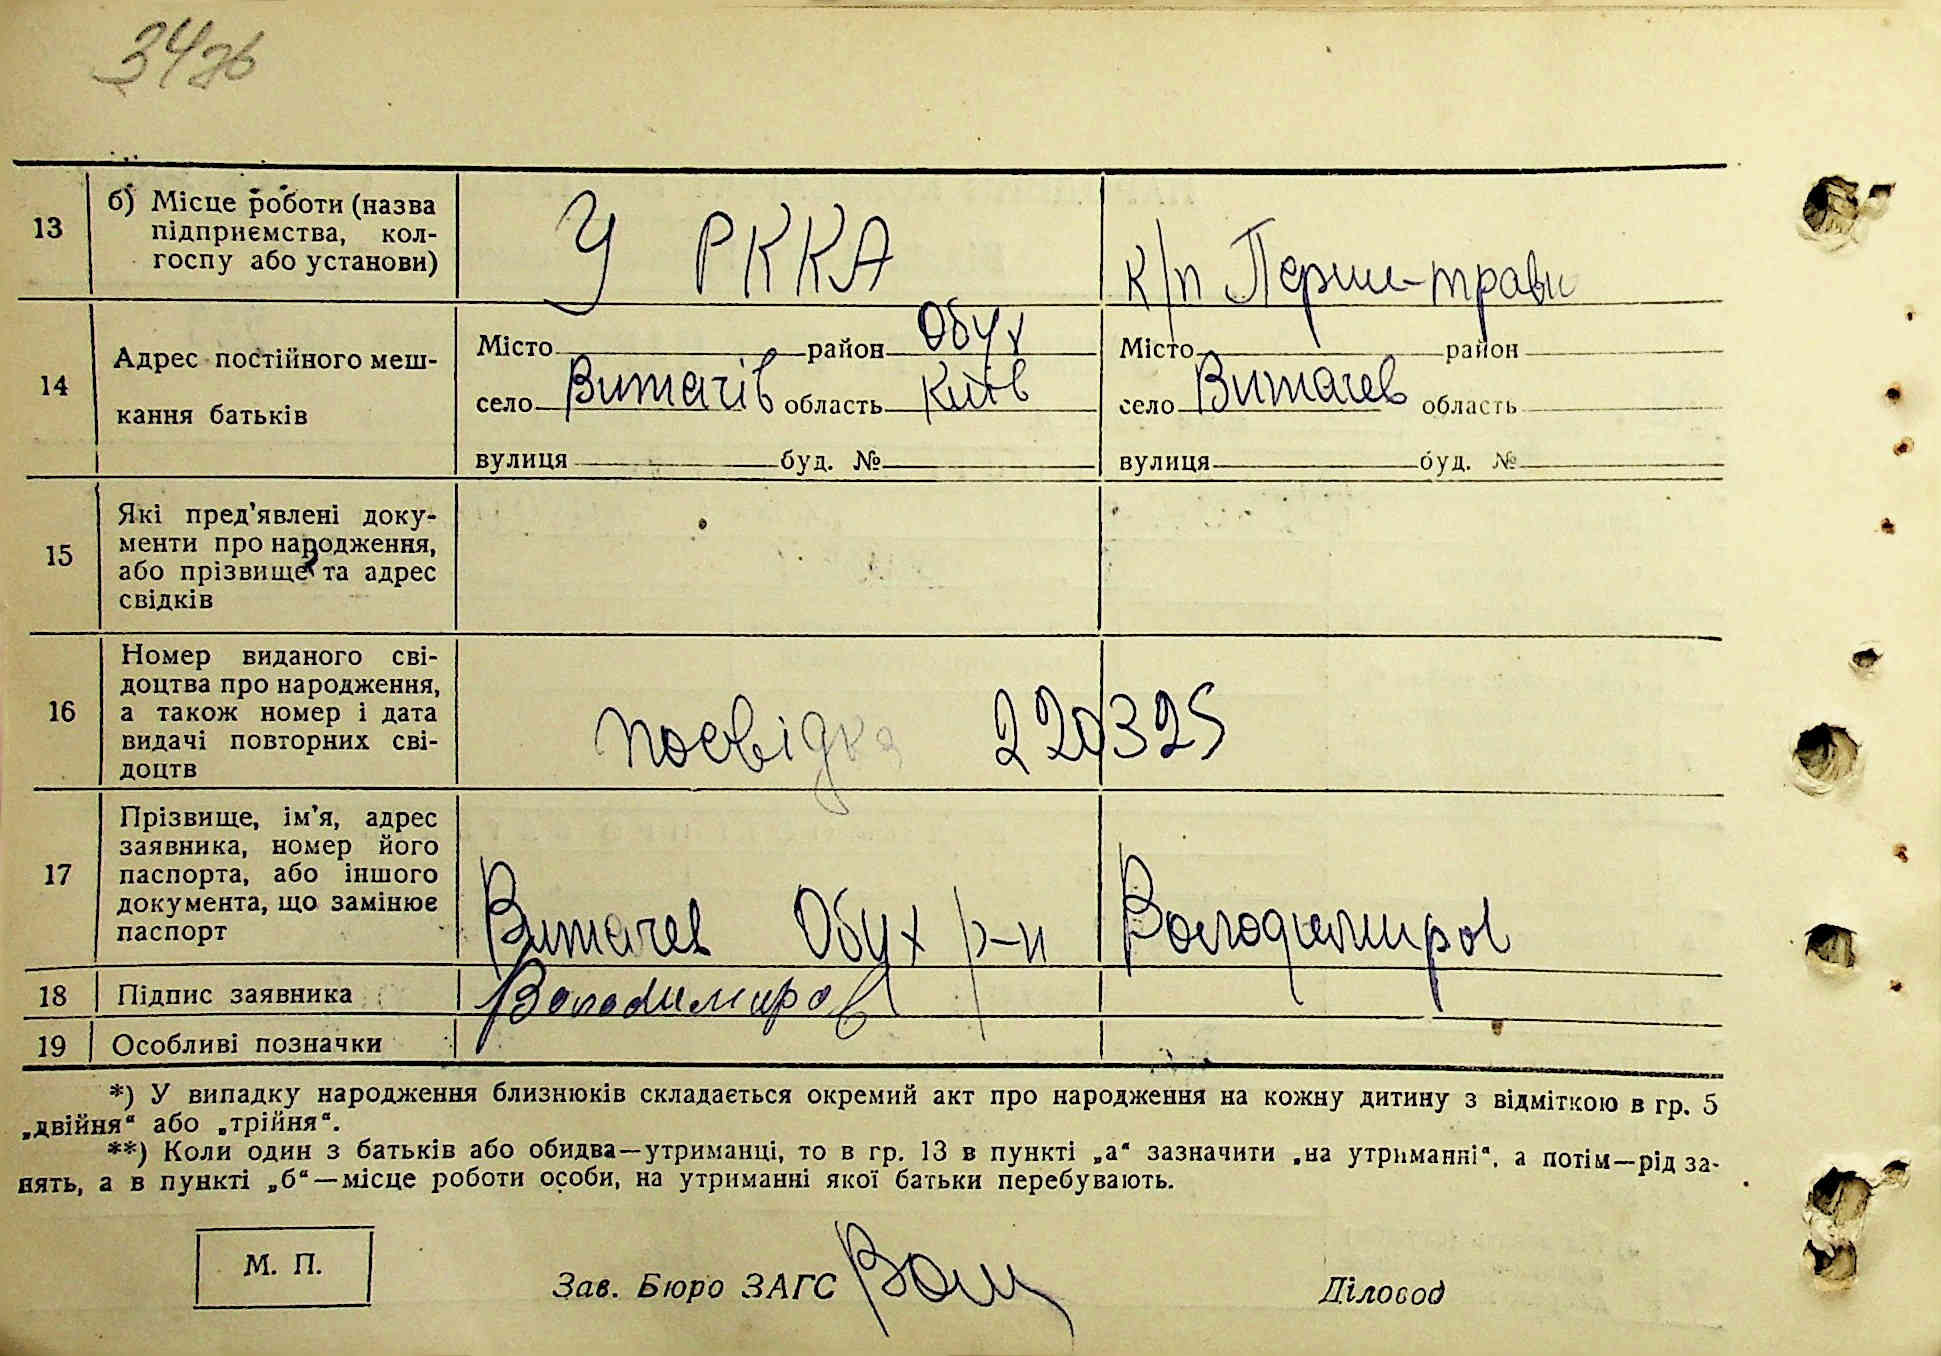 34зв
13 б) Місце роботи (назва
підприємства, кол-
госпу або установи)
У РККА
к/п Перш-трав
14 Адрес постійного меш-
кання батьків
Місто район Обух
село Витачів область Київ
вулиця буд. №
Місто район
село Витачев область
вулиця буд. №
15 Які пред'явлені доку-
менти про народження,
або прізвище та адрес
свідків
16 Номер виданого сві-
доцтва про народження,
а також номер і дата
видачі повторних сві-
доцтв
посвідка 220325
17 Прізвище, ім'я, адрес
заявника, номер його
паспорта, або іншого
документа, що замінює
паспорт
Витачев Обух р-н Володимиров
18 Підпис заявника Володимиров
19 Особливі позначки
*) У випадку народження близнюків складається окремий акт про народження на кожну дитину з відміткою в гр. 5
„двійня“ або „трійня“.
**) Коли один з батьків або обидва—утриманці, то в гр. 13 в пункті „а“ зазначити „на утриманні“, а потім—рід за-
нять, а в пункті „б“—місце роботи особи, на утриманні якої батьки перебувають.
М. П.
Зав. Бюро ЗАГС
Діловод